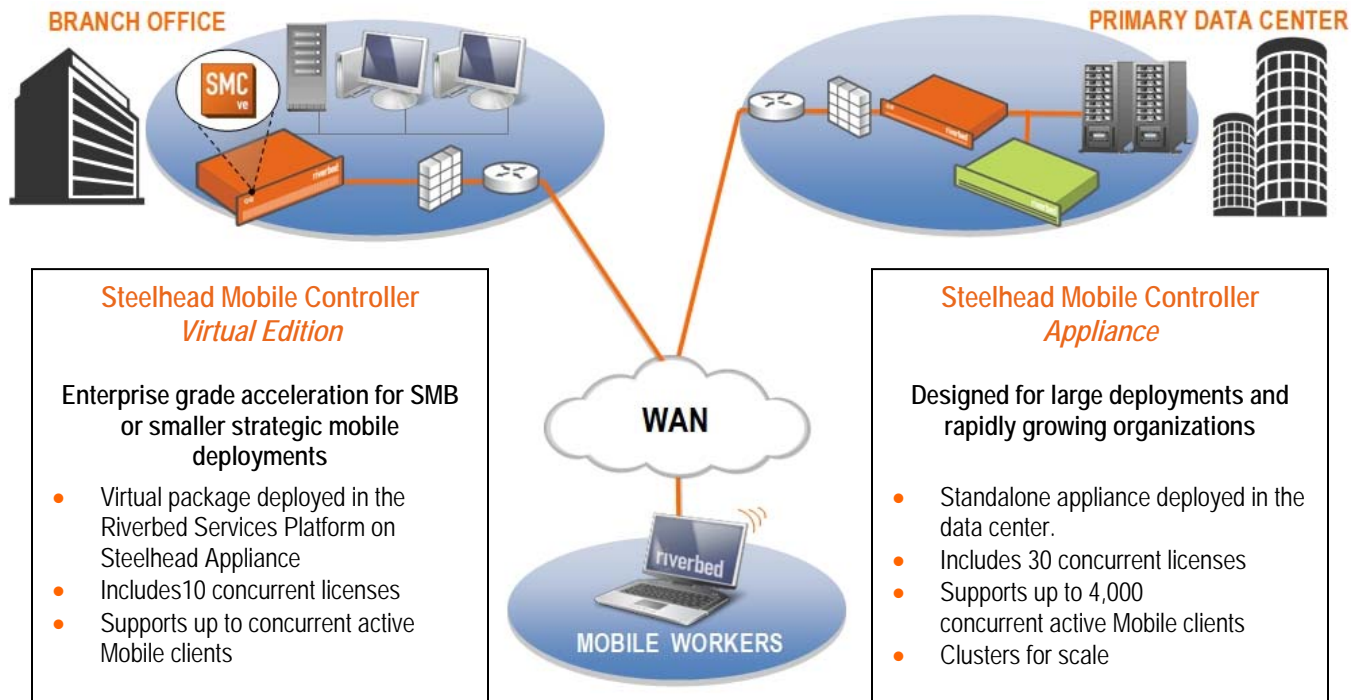 BRANCH OFFICE
PRIMARY DATA CENTER
SMC
ve
riverbed
riverbed
riverbed
Steelhead Mobile Controller
Virtual Edition
Enterprise grade acceleration for SMB
or smaller strategic mobile
deployments
• Virtual package deployed in the
Riverbed Services Platform on
Steelhead Appliance
• Includes10 concurrent licenses
• Supports up to concurrent active
Mobile clients
WAN
riverbed
MOBILE WORKERS
Steelhead Mobile Controller
Appliance
Designed for large deployments and
rapidly growing organizations
• Standalone appliance deployed in the
data center.
• Includes 30 concurrent licenses
• Supports up to 4,000
concurrent active Mobile clients
• Clusters for scale